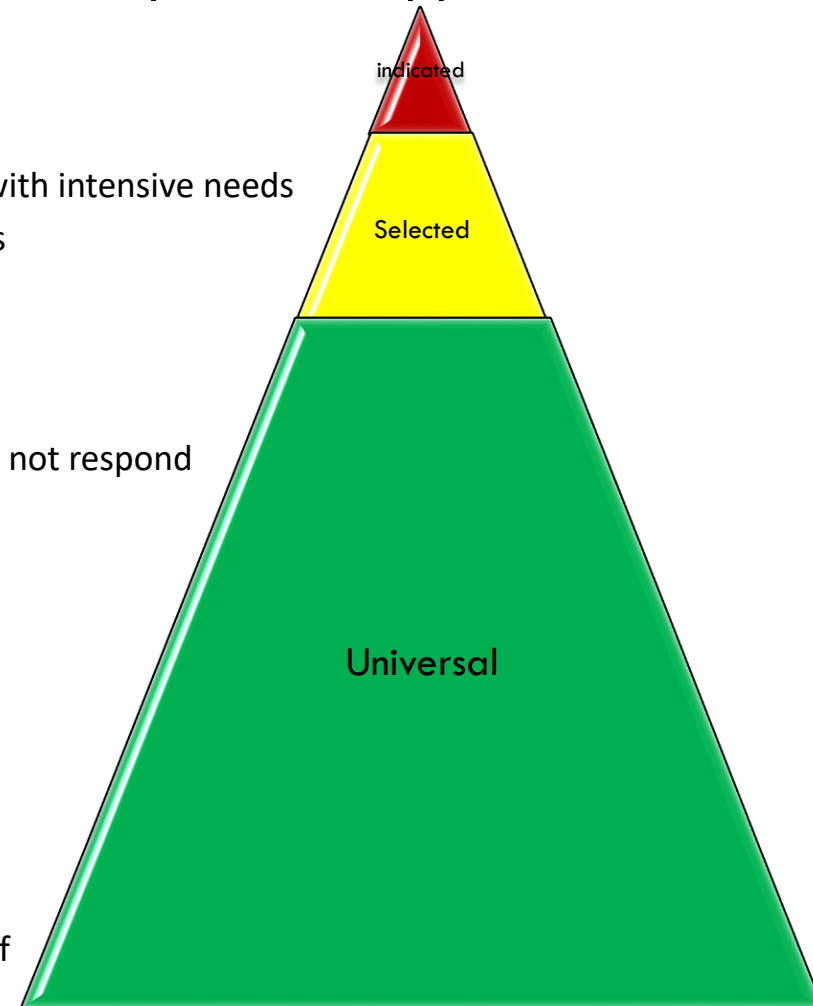 indicated
with intensive needs
s
Selected
not respond
Universal
f